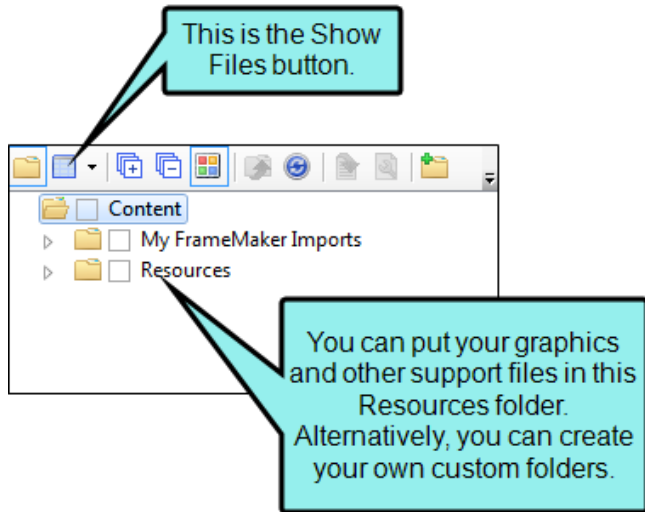 This is the Show
Files button.
Content
My FrameMaker Imports
Resources
You can put your graphics
and other support files in this
Resources folder.
Alternatively, you can create
your own custom folders.